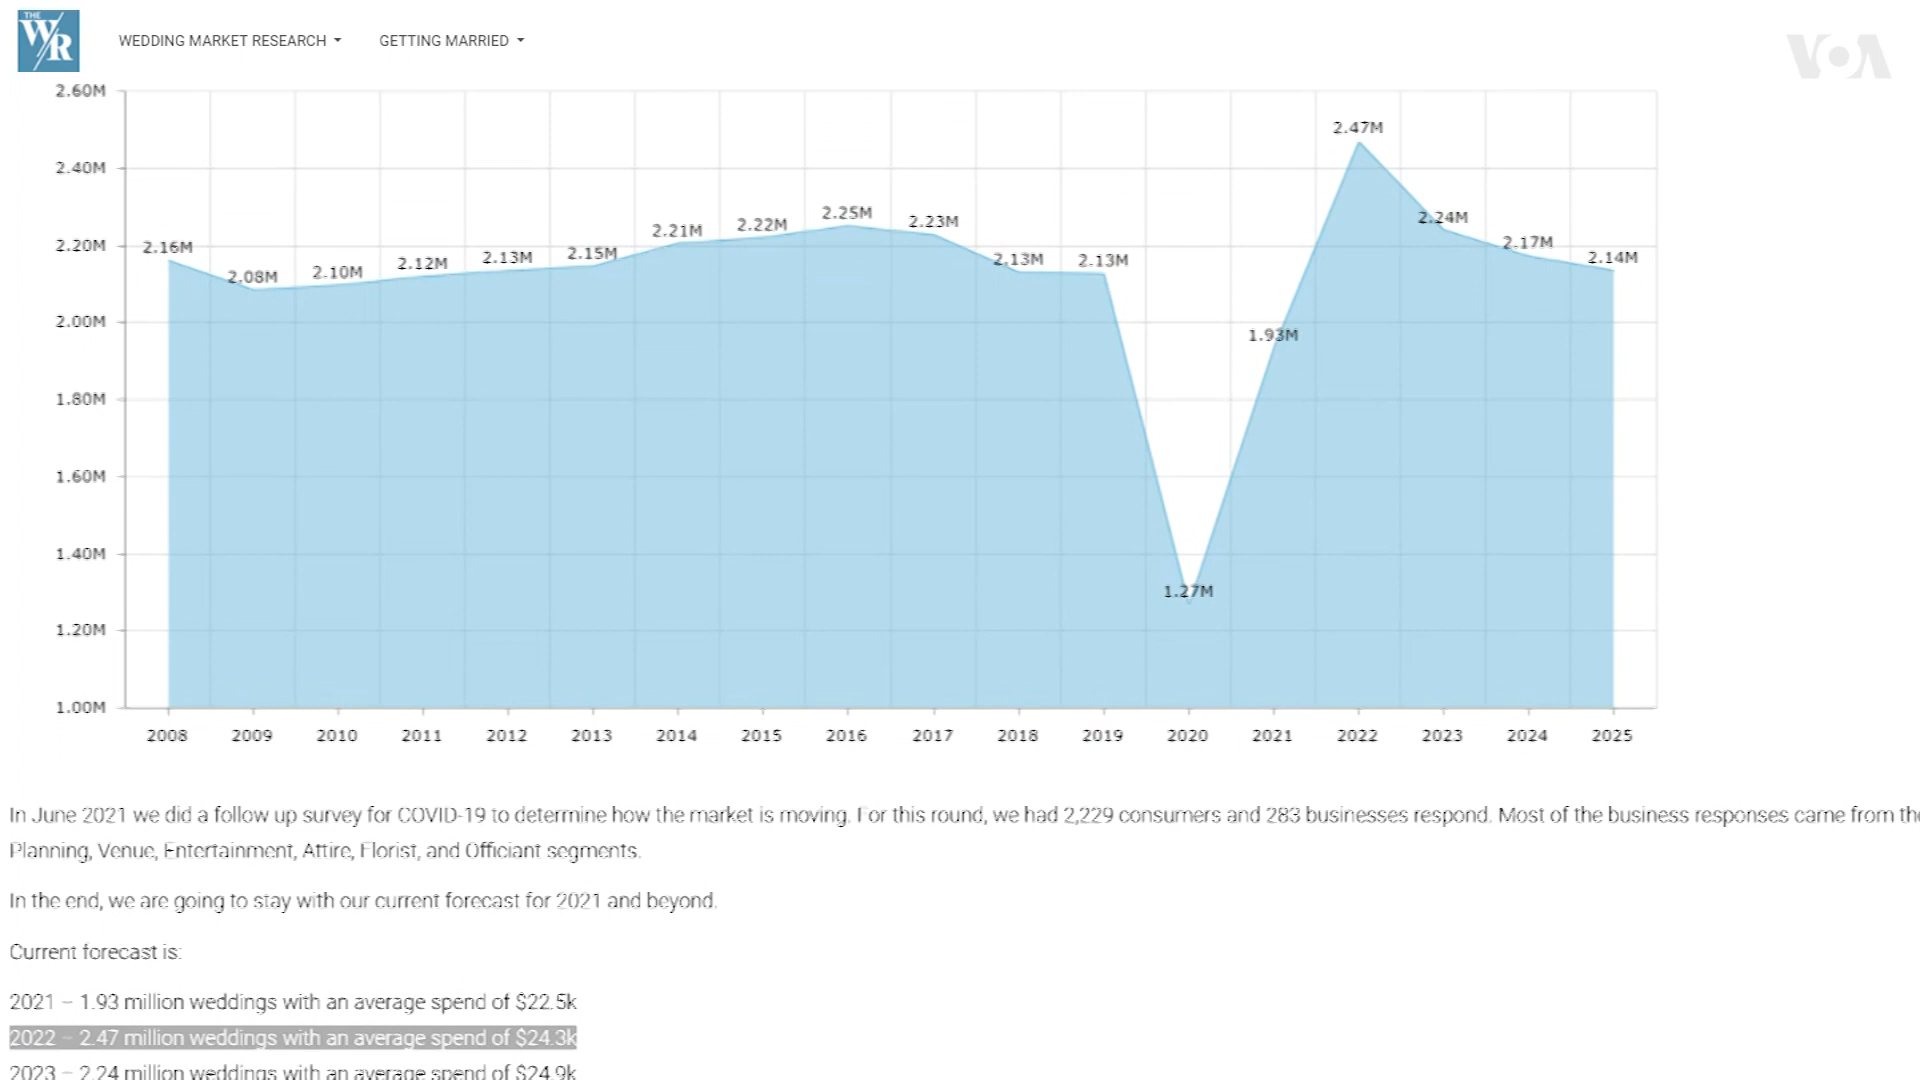 THE
WR
WEDDING MARKET RESEARCH
GETTING MARRIED
VOA
2.60M
2.40M
2.20M
2.00M
1.80M
1.60M
1.40M
1.20M
1.00M
2.16M
2.08M
2.10M
2.12M
2.13M
2.15M
2.21M
2.22M
2.25M
2.23M
2.13M
2.13M
1.27M
1.93M
2.47M
2.24M
2.17M
2.14M
2008 2009 2010 2011 2012 2013 2014 2015 2016 2017 2018 2019 2020 2021 2022 2023 2024 2025
In June 2021 we did a follow up survey for COVID-19 to determine how the market is moving. For this round, we had 2,229 consumers and 283 businesses respond. Most of the business responses came from the
Planning, Venue, Entertainment, Attire, Florist, and Officiant segments.
In the end, we are going to stay with our current forecast for 2021 and beyond.
Current forecast is:
2021 – 1.93 million weddings with an average spend of $22.5k
2022 – 2.47 million weddings with an average spend of $24.3k
2023 – 2.24 million weddings with an average spend of $24.9k